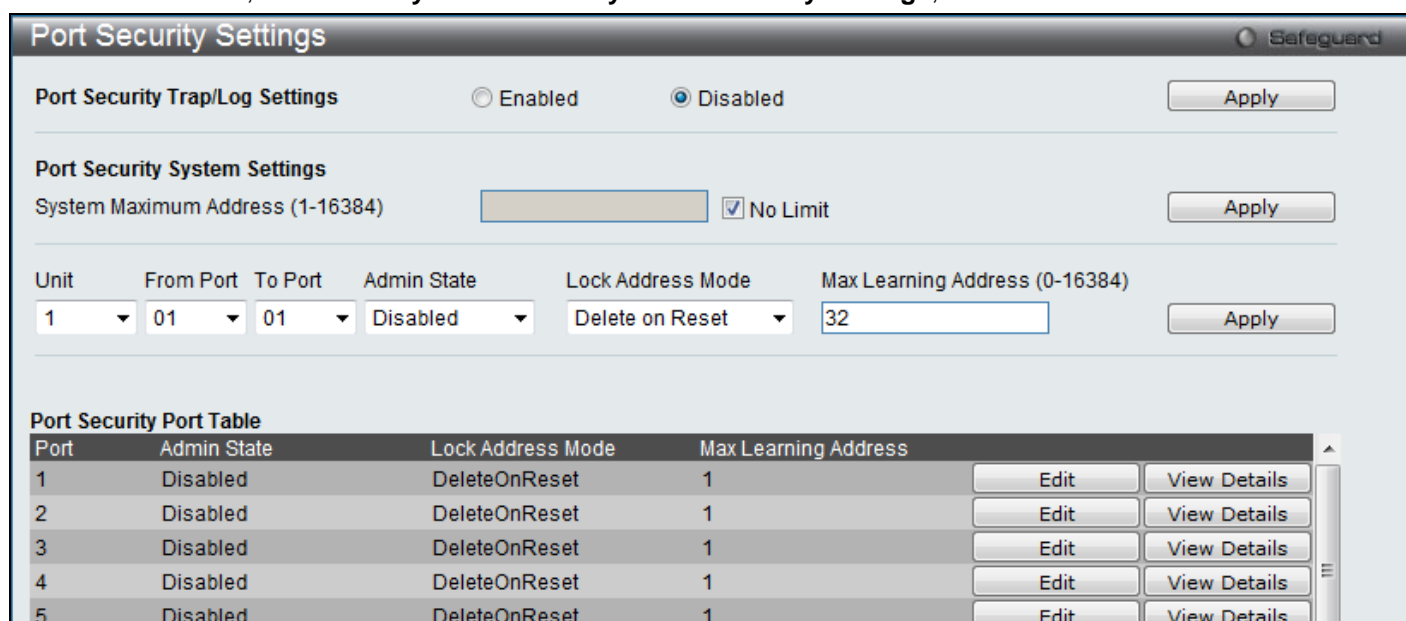 Port Security Settings Safeguard
Port Security Trap/Log Settings Enabled Disabled Apply
Port Security System Settings
System Maximum Address (1-16384) No Limit Apply
Unit From Port To Port Admin State Lock Address Mode Max Learning Address (0-16384)
1 01 01 Disabled Delete on Reset 32 Apply
Port Security Port Table
Port Admin State Lock Address Mode Max Learning Address
1 Disabled DeleteOnReset 1 Edit View Details
2 Disabled DeleteOnReset 1 Edit View Details
3 Disabled DeleteOnReset 1 Edit View Details
4 Disabled DeleteOnReset 1 Edit View Details
5 Disabled DeleteOnReset 1 Edit View Details